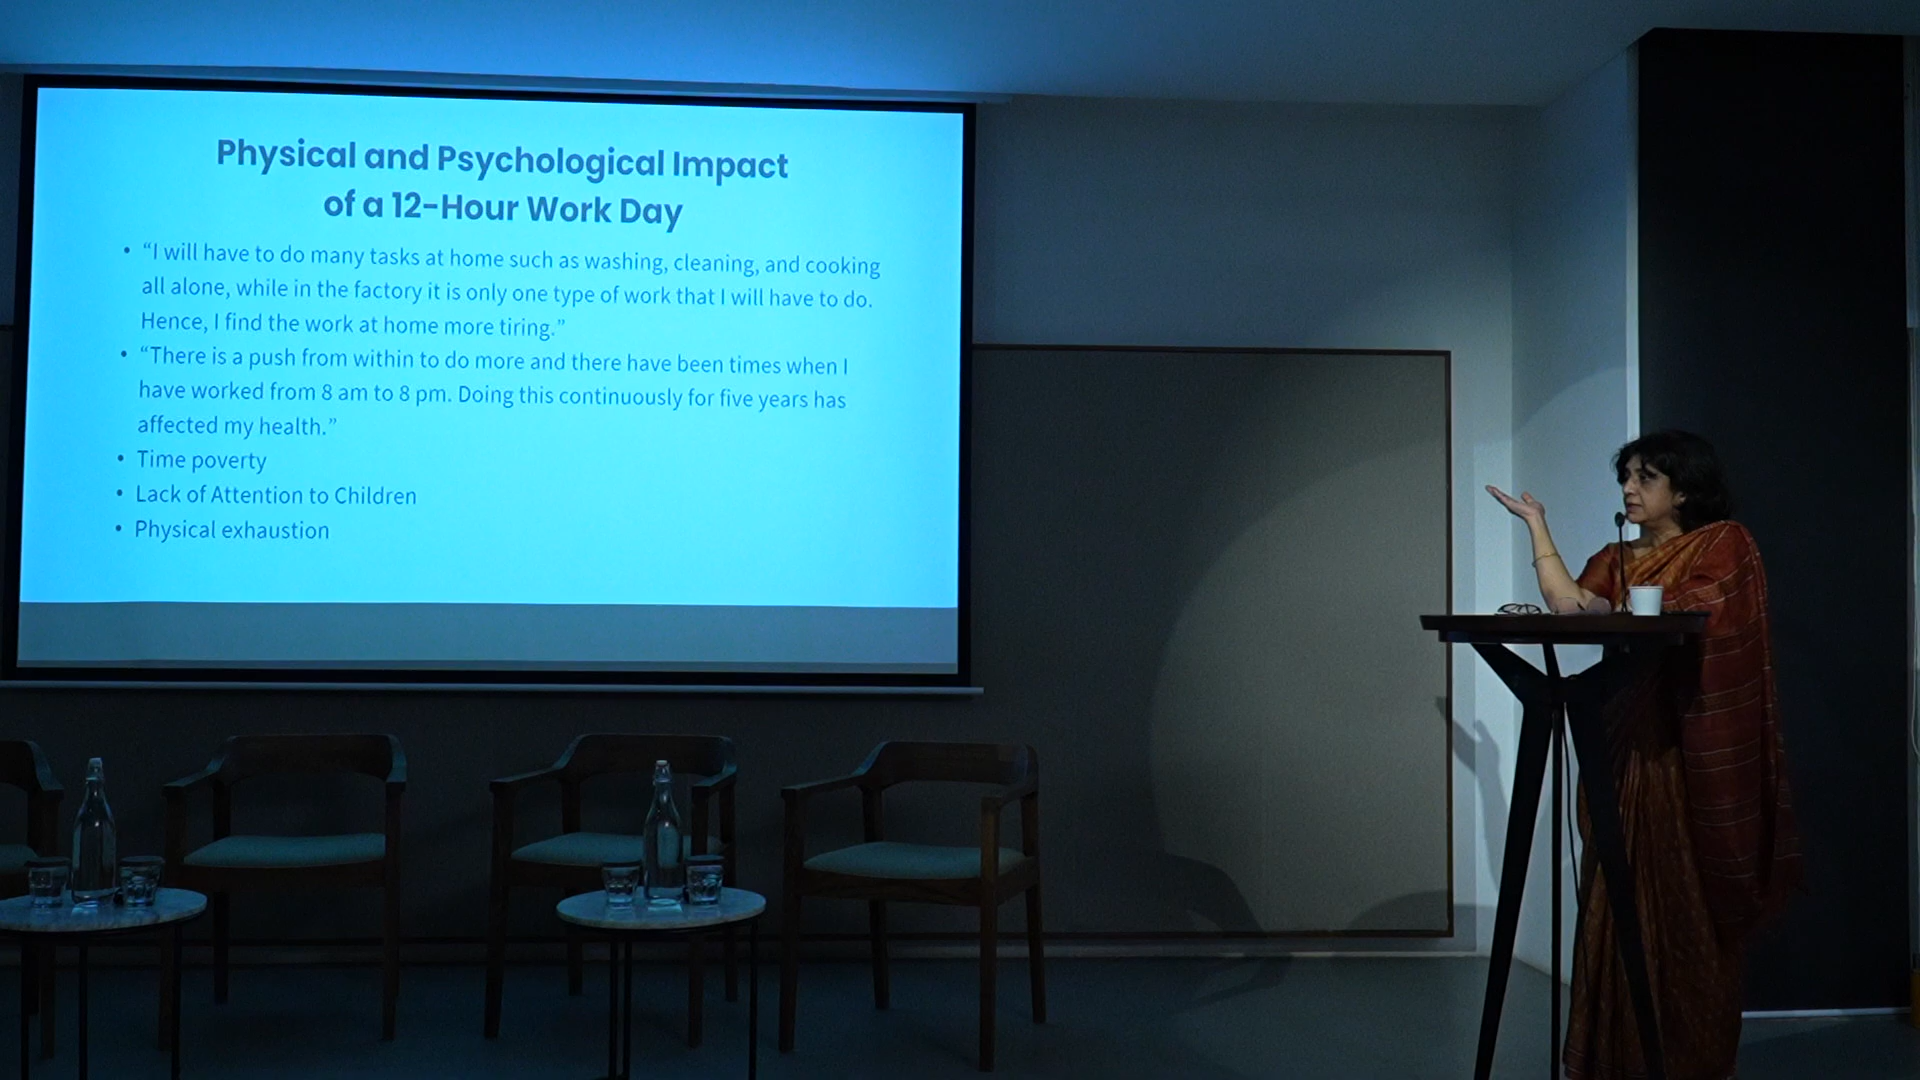 Physical and Psychological Impact
of a 12-Hour Work Day
• “I will have to do many tasks at home such as washing, cleaning, and cooking
all alone, while in the factory it is only one type of work that I will have to do.
Hence, I find the work at home more tiring.”
• “There is a push from within to do more and there have been times when I
have worked from 8 am to 8 pm. Doing this continuously for five years has
affected my health.”
• Time poverty
• Lack of Attention to Children
• Physical exhaustion